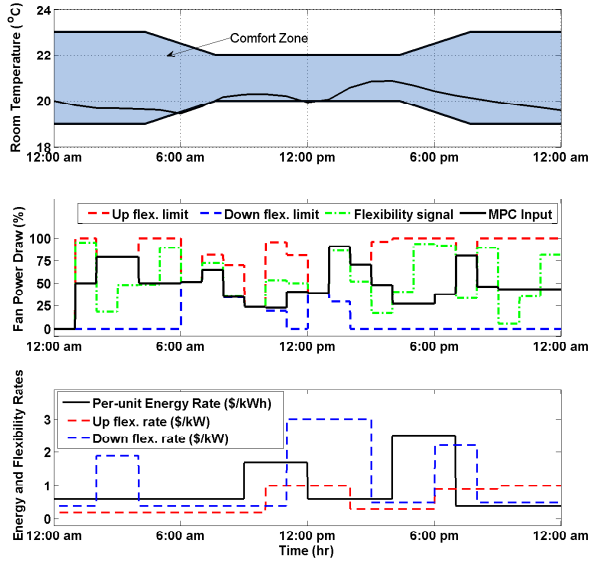 Room Temperature (°C)
24
22
20
18
Comfort Zone
12:00 am
6:00 am
12:00 pm
6:00 pm
12:00 am
Fan Power Draw (%)
100
75
50
25
0
Up flex. limit
Down flex. limit
Flexibility signal
MPC Input
12:00 am
6:00 am
12:00 pm
6:00 pm
12:00 am
Energy and Flexibility Rates
3
2
1
0
Per-unit Energy Rate ($/kWh)
Up flex. rate ($/kW)
Down flex. rate ($/kW)
12:00 am
6:00 am
12:00 pm
6:00 pm
12:00 am
Time (hr)